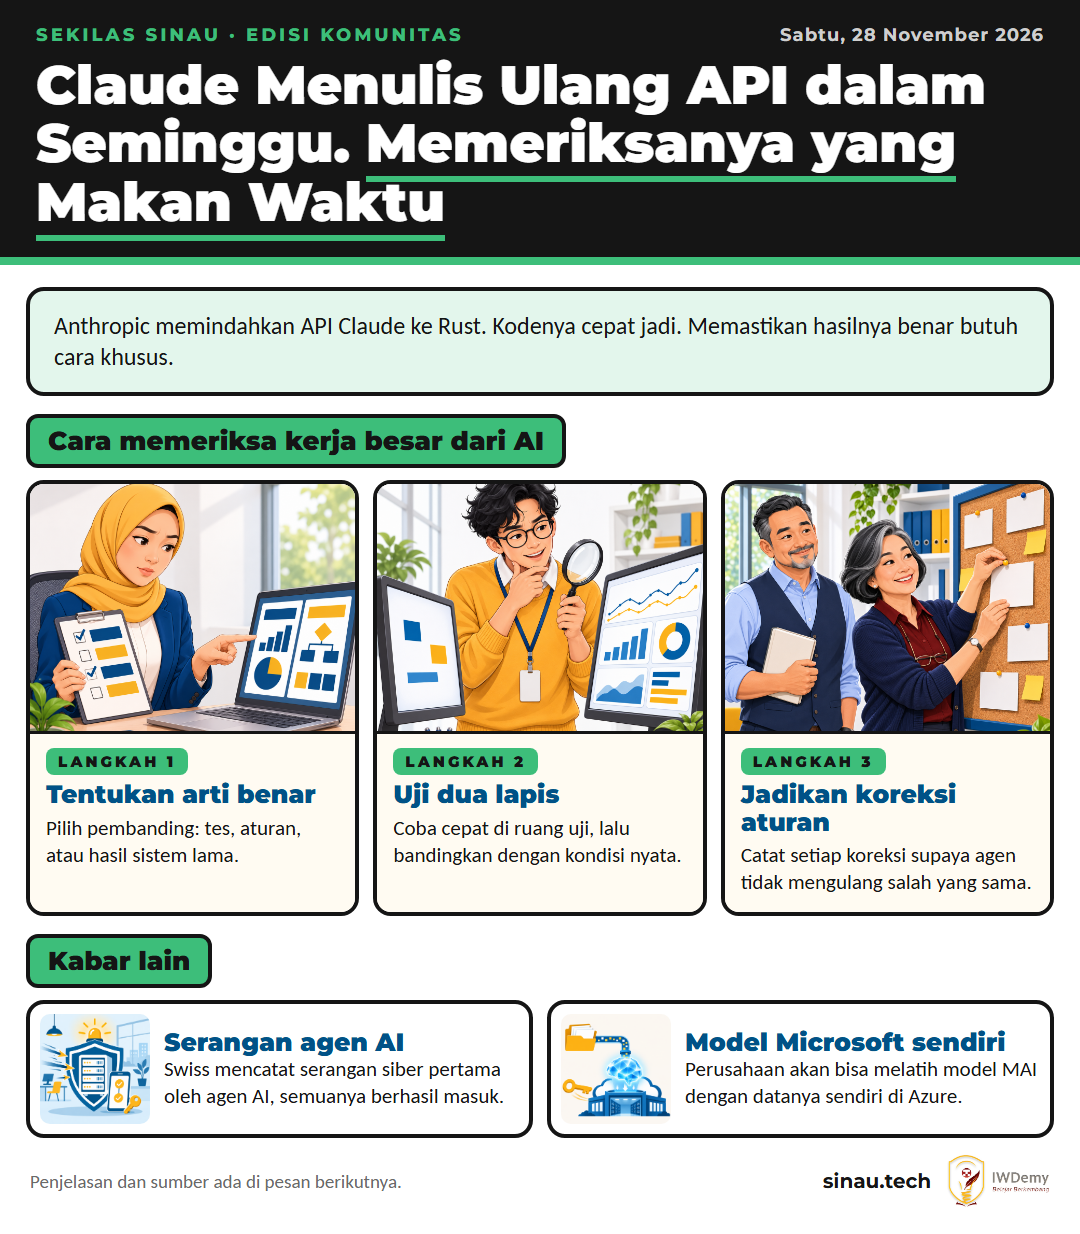 SEKILAS SINAU · EDISI KOMUNITAS
Sabtu, 28 November 2026
Claude Menulis Ulang API dalam
Seminggu. Memeriksanya yang
Makan Waktu
Anthropic memindahkan API Claude ke Rust. Kodenya cepat jadi. Memastikan hasilnya benar butuh
cara khusus.
Cara memeriksa kerja besar dari AI
LANGKAH 1
Tentukan arti benar
Pilih pembanding: tes, aturan,
atau hasil sistem lama.
LANGKAH 2
Uji dua lapis
Coba cepat di ruang uji, lalu
bandingkan dengan kondisi nyata.
LANGKAH 3
Jadikan koreksi
aturan
Catat setiap koreksi supaya agen
tidak mengulang salah yang sama.
Kabar lain
Serangan agen AI
Swiss mencatat serangan siber pertama
oleh agen AI, semuanya berhasil masuk.
Model Microsoft sendiri
Perusahaan akan bisa melatih model MAI
dengan datanya sendiri di Azure.
Penjelasan dan sumber ada di pesan berikutnya.
sinau.tech
IWDemy
Belajar Berkembang